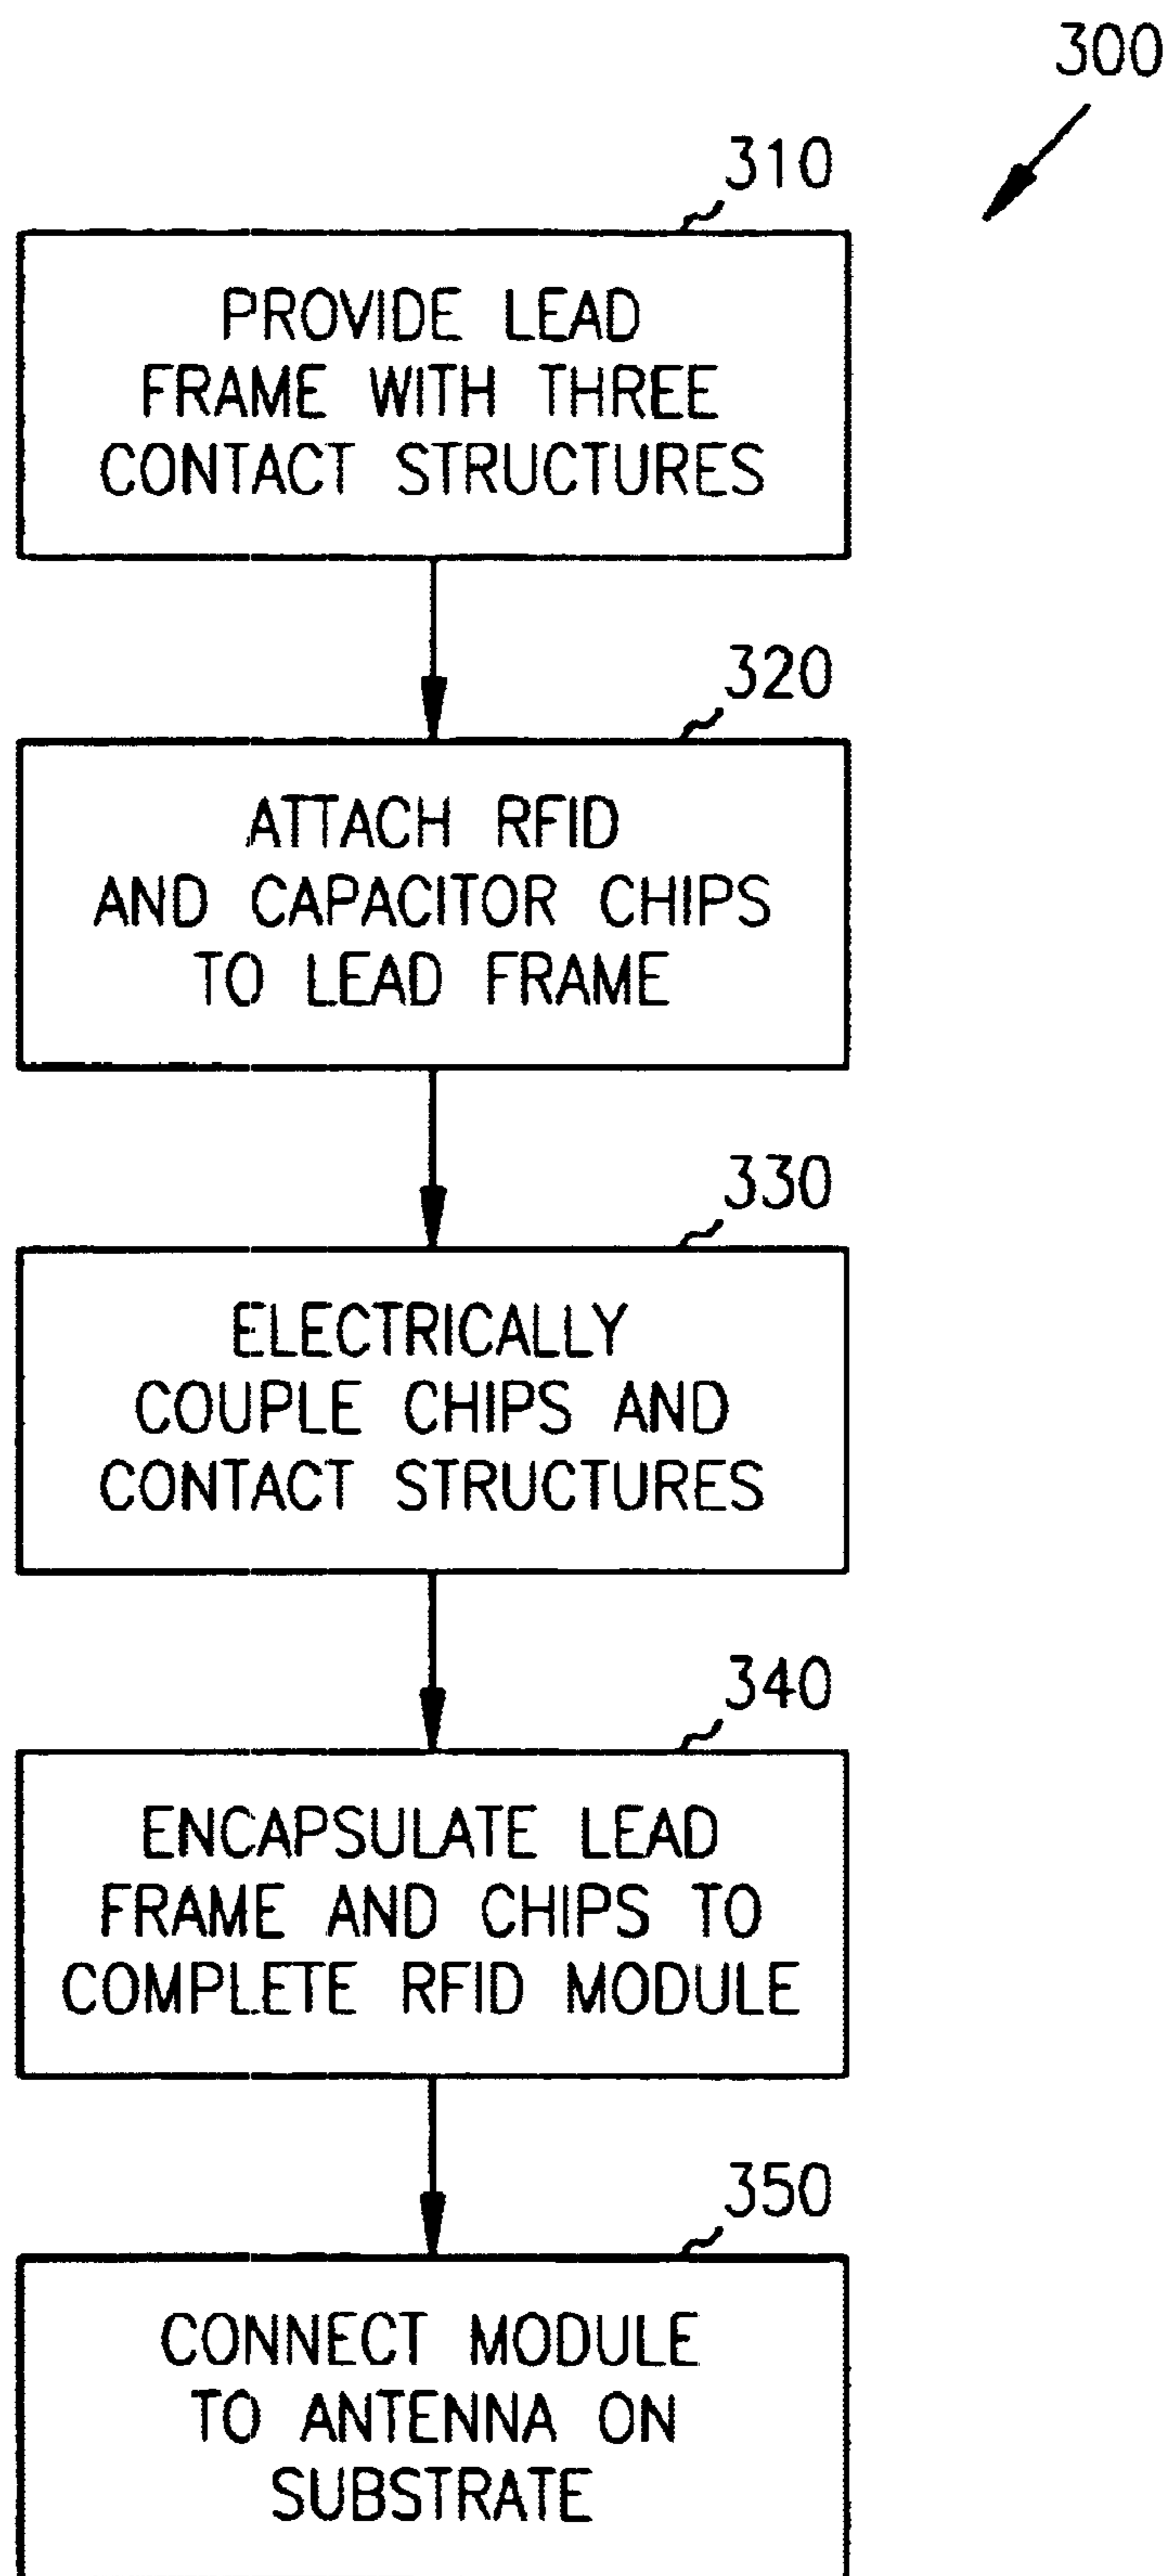 300
310
PROVIDE LEAD
FRAME WITH THREE
CONTACT STRUCTURES
320
ATTACH RFID
AND CAPACITOR CHIPS
TO LEAD FRAME
330
ELECTRICALLY
COUPLE CHIPS AND
CONTACT STRUCTURES
340
ENCAPSULATE LEAD
FRAME AND CHIPS TO
COMPLETE RFID MODULE
350
CONNECT MODULE
TO ANTENNA ON
SUBSTRATE